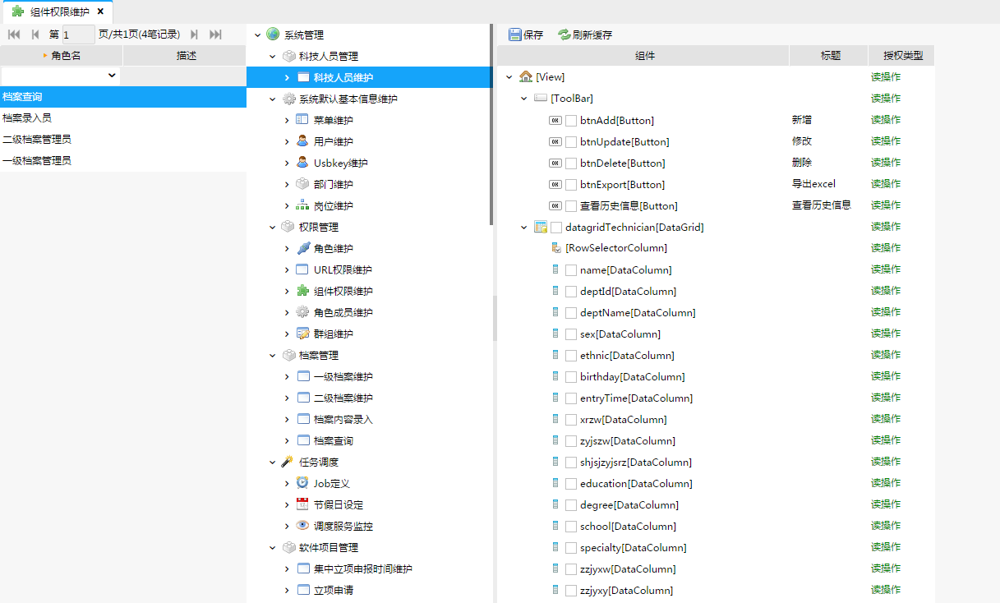 组件权限维护
第 1 页/共1页(4笔记录)
角色名 描述
档案查询
档案录入员
二级档案管理员
一级档案管理员
系统管理
科技人员管理
科技人员维护
系统默认基本信息维护
菜单维护
用户维护
Usbkey维护
部门维护
岗位维护
权限管理
角色维护
URL权限维护
组件权限维护
角色成员维护
群组维护
档案管理
一级档案维护
二级档案维护
档案内容录入
档案查询
任务调度
Job定义
节假日设定
调度服务监控
软件项目管理
集中立项申报时间维护
立项申请
保存 刷新缓存
组件 标题 授权类型
[View] 读操作
[ToolBar] 读操作
OK btnAdd[Button] 新增 读操作
OK btnUpdate[Button] 修改 读操作
OK btnDelete[Button] 删除 读操作
OK btnExport[Button] 导出excel 读操作
OK 查看历史信息[Button] 查看历史信息 读操作
datagridTechnician[DataGrid] 读操作
[RowSelectorColumn] 读操作
name[DataColumn] 读操作
deptId[DataColumn] 读操作
deptName[DataColumn] 读操作
sex[DataColumn] 读操作
ethnic[DataColumn] 读操作
birthday[DataColumn] 读操作
entryTime[DataColumn] 读操作
xrzw[DataColumn] 读操作
zyjszw[DataColumn] 读操作
shjsjzyjsrz[DataColumn] 读操作
education[DataColumn] 读操作
degree[DataColumn] 读操作
school[DataColumn] 读操作
specialty[DataColumn] 读操作
zzjyxw[DataColumn] 读操作
zzjyxy[DataColumn] 读操作